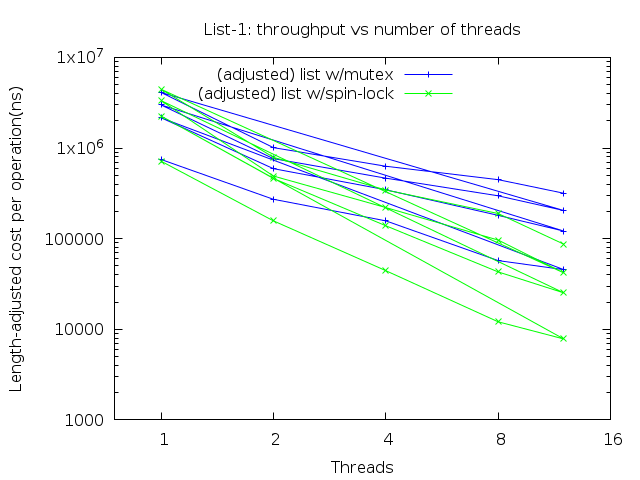 List-1: throughput vs number of threads
1x10^7
(adjusted) list w/mutex
(adjusted) list w/spin-lock
1x10^6
100000
10000
1000
Length-adjusted cost per operation(ns)
1 2 4 8 16
Threads